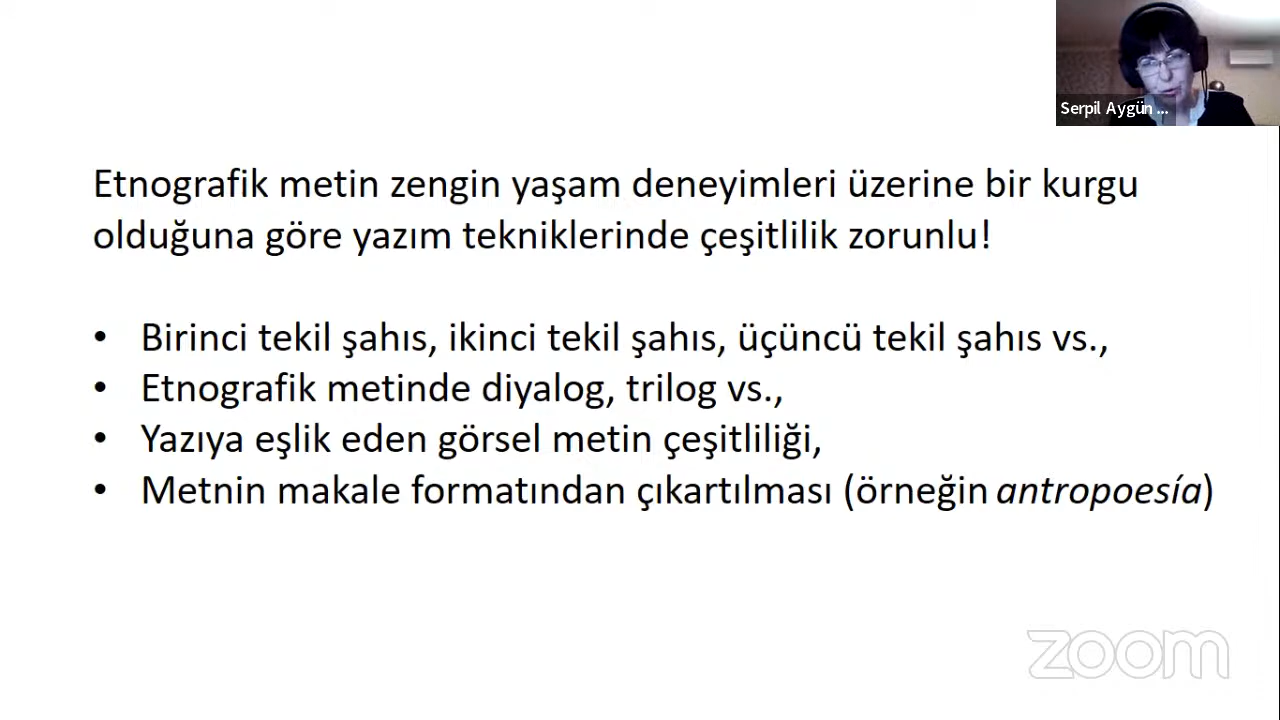 Serpil Aygün ...
Etnografik metin zengin yaşam deneyimleri üzerine bir kurgu
olduğuna göre yazım tekniklerinde çeşitlilik zorunlu!
• Birinci tekil şahıs, ikinci tekil şahıs, üçüncü tekil şahıs vs.,
• Etnografik metinde diyalog, trilog vs.,
• Yazıya eşlik eden görsel metin çeşitliliği,
• Metnin makale formatından çıkartılması (örneğin antropoesía)
zoom